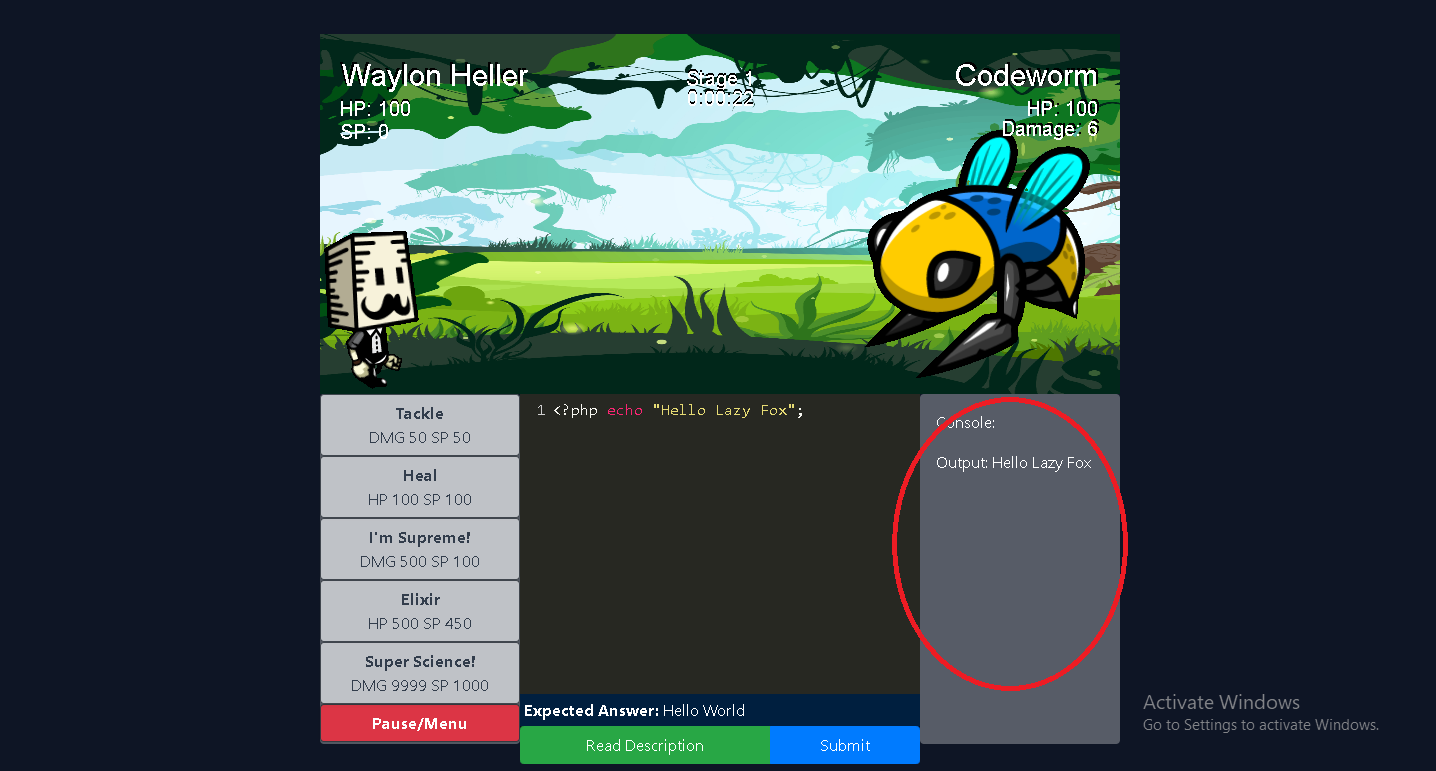 Waylon Heller
HP: 100
SP: 0
Stage 1
0:00:22
Codeworm
HP: 100
Damage: 6
Tackle
DMG 50 SP 50
Heal
HP 100 SP 100
I'm Supreme!
DMG 500 SP 100
Elixir
HP 500 SP 450
Super Science!
DMG 9999 SP 1000
Pause/Menu
1 <?php echo "Hello Lazy Fox";
Expected Answer: Hello World
Read Description
Submit
Console:
Output: Hello Lazy Fox
Activate Windows
Go to Settings to activate Windows.